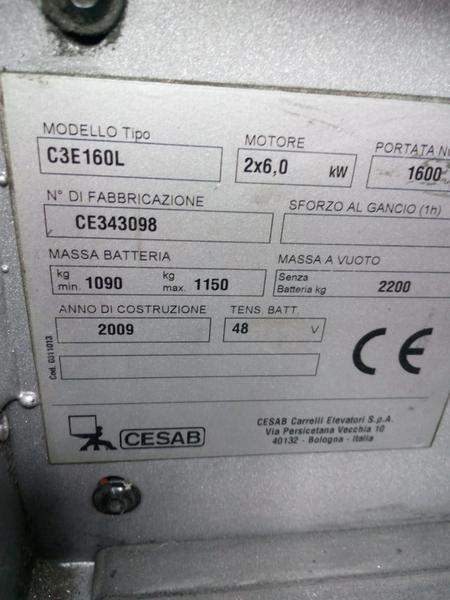 MODELLO Tipo MOTORE PORTATA
C3E160L 2x6,0 kW 1600
N° DI FABBRICAZIONE SFORZO AL GANCIO (1h)
CE343098
MASSA BATTERIA MASSA A VUOTO
kg min. 1090 kg max. 1150 Senza Batteria kg 2200
ANNO DI COSTRUZIONE TENS. BATT.
2009 48 V
CE
CESAB
CESAB Carrelli Elevatori S.p.A.
Via Persicetana Vecchia 10
40132 - Bologna - Italia